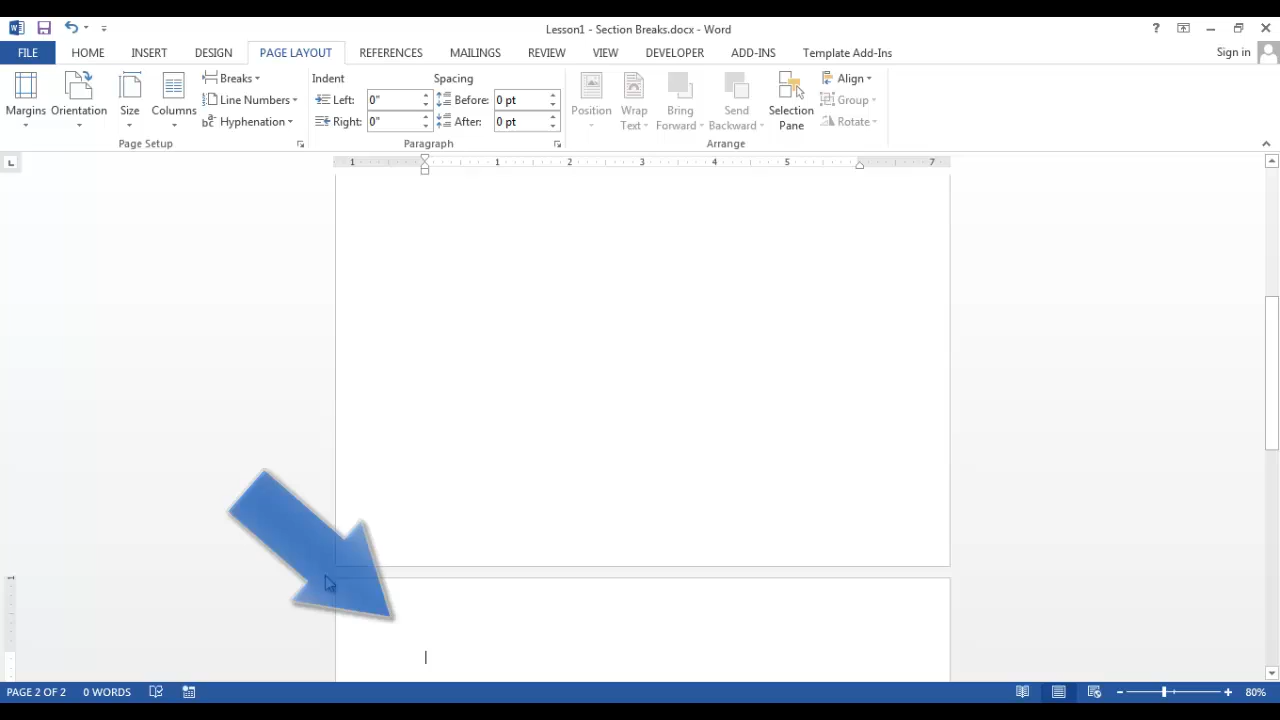 Lesson1 - Section Breaks.docx - Word
FILE HOME INSERT DESIGN PAGE LAYOUT REFERENCES MAILINGS REVIEW VIEW DEVELOPER ADD-INS Template Add-Ins Sign in
Breaks Indent Spacing Align
Margins Orientation Size Columns Line Numbers Left: 0" Before: 0 pt Position Wrap Text Bring Forward Send Backward Selection Pane Group
Hyphenation Right: 0" After: 0 pt Rotate
Page Setup Paragraph Arrange
1 1 2 3 4 5 7
1
PAGE 2 OF 2 0 WORDS 80%